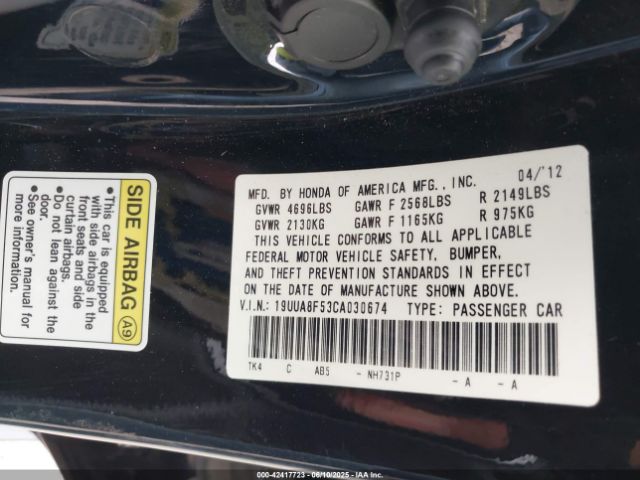 MFD. BY HONDA OF AMERICA MFG., INC. 04/'12
GVWR 4696LBS GAWR F 2568LBS R 2149LBS
GVWR 2130KG GAWR F 1165KG R 975KG
THIS VEHICLE CONFORMS TO ALL APPLICABLE
FEDERAL MOTOR VEHICLE SAFETY, BUMPER,
AND THEFT PREVENTION STANDARDS IN EFFECT
ON THE DATE OF MANUFACTURE SHOWN ABOVE.
V.I.N.: 19UUA8F53CA030674 TYPE: PASSENGER CAR
TK4 C AB5 - NH731P - A - A
SIDE AIRBAG A9
• This car is equipped
with side airbags in the
front seats and side
curtain airbags.
• Do not lean against the
door.
• See owner's manual for
more information.
000-42417723 - 06/10/2025 - IAAI.COM